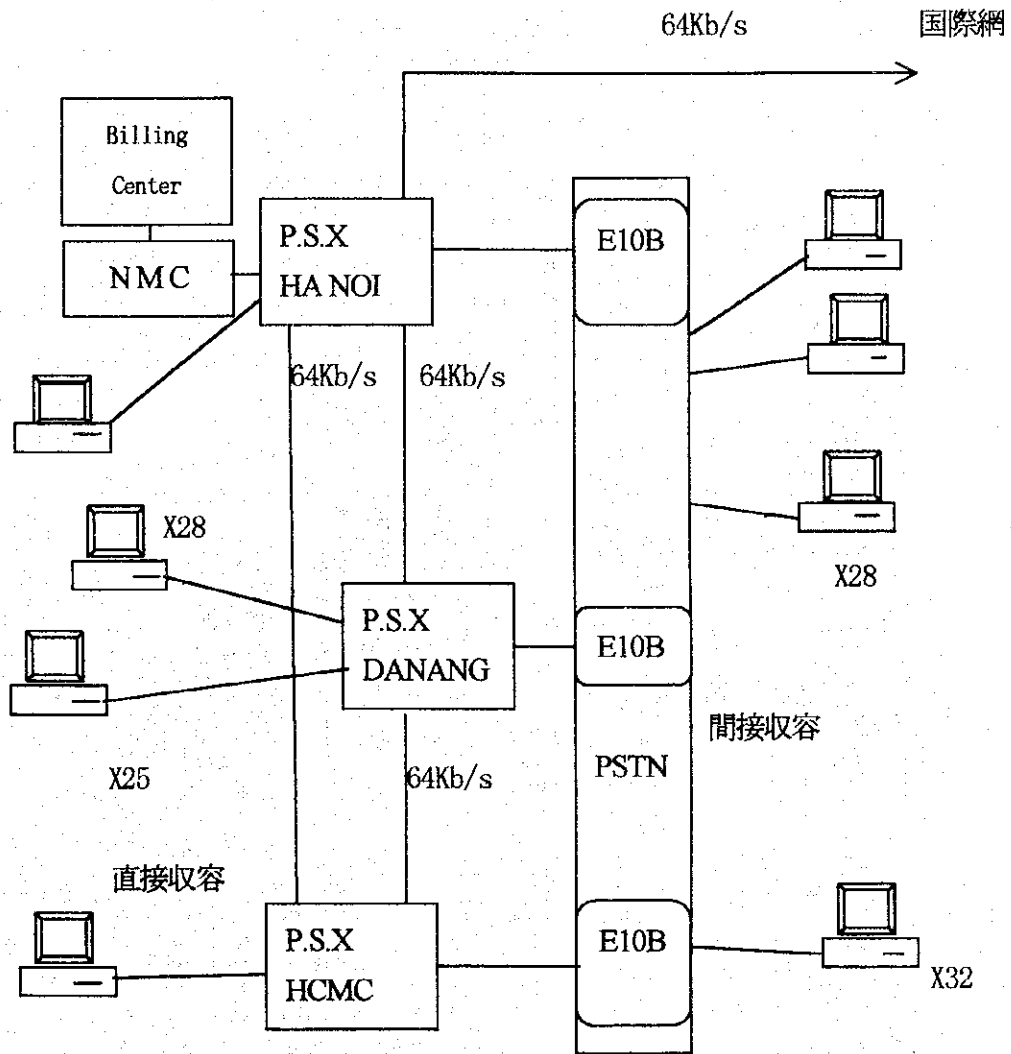 64Kb/s
国際網
Billing
Center
NMC
P.S.X
HA NOI
E10B
64Kb/s
64Kb/s
X28
X28
P.S.X
DANANG
E10B
間接収容
X25
64Kb/s
PSTN
直接収容
P.S.X
HCMC
E10B
X32